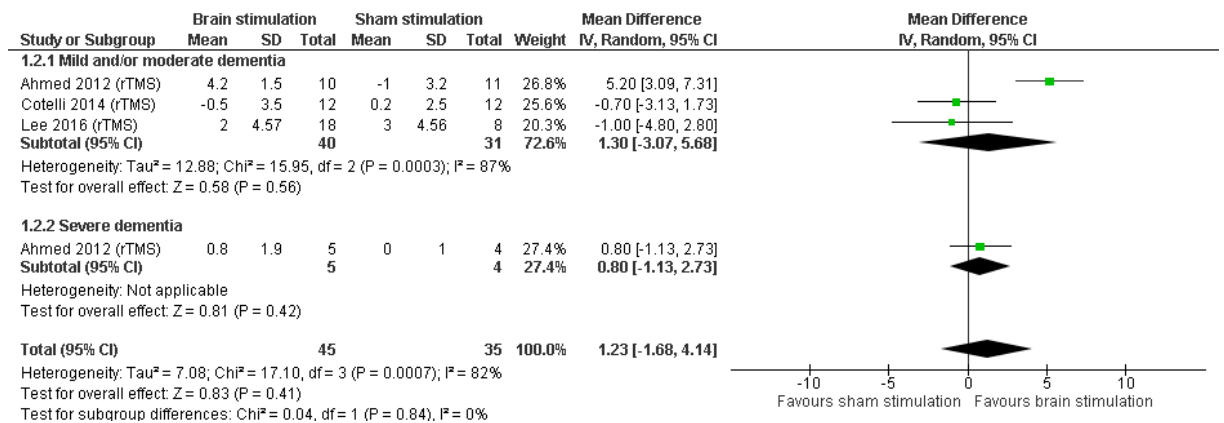 Brain stimulation Sham stimulation Mean Difference Mean Difference
Study or Subgroup Mean SD Total Mean SD Total Weight IV, Random, 95% CI IV, Random, 95% CI
1.2.1 Mild and/or moderate dementia
Ahmed 2012 (rTMS) 4.2 1.5 10 -1 3.2 11 26.8% 5.20 [3.09, 7.31]
Cotelli 2014 (rTMS) -0.5 3.5 12 0.2 2.5 12 25.6% -0.70 [-3.13, 1.73]
Lee 2016 (rTMS) 2 4.57 18 3 4.56 8 20.3% -1.00 [-4.80, 2.80]
Subtotal (95% CI) 40 31 72.6% 1.30 [-3.07, 5.68]
Heterogeneity: Tau² = 12.88; Chi² = 15.95, df = 2 (P = 0.0003); I² = 87%
Test for overall effect: Z = 0.58 (P = 0.56)
1.2.2 Severe dementia
Ahmed 2012 (rTMS) 0.8 1.9 5 0 1 4 27.4% 0.80 [-1.13, 2.73]
Subtotal (95% CI) 5 4 27.4% 0.80 [-1.13, 2.73]
Heterogeneity: Not applicable
Test for overall effect: Z = 0.81 (P = 0.42)
Total (95% CI) 45 35 100.0% 1.23 [-1.68, 4.14]
Heterogeneity: Tau² = 7.08; Chi² = 17.10, df = 3 (P = 0.0007); I² = 82%
Test for overall effect: Z = 0.83 (P = 0.41)
Test for subgroup differences: Chi² = 0.04, df = 1 (P = 0.84), I² = 0%
-10 -5 0 5 10
Favours sham stimulation Favours brain stimulation